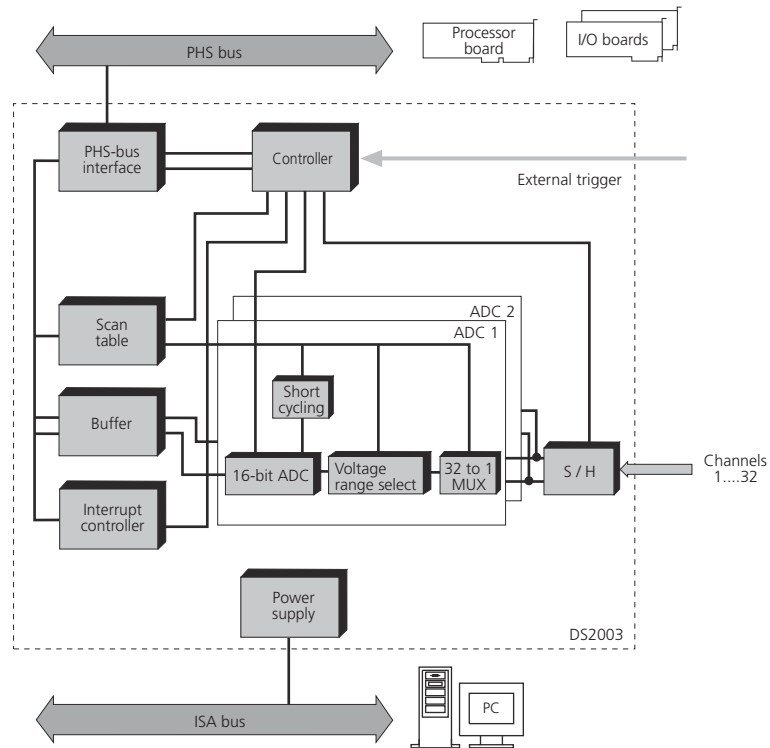 PHS bus
Processor
board
I/O boards
PHS-bus
interface
Controller
External trigger
Scan
table
ADC 2
ADC 1
Short
cycling
Buffer
16-bit ADC
Voltage
range select
32 to 1
MUX
S / H
Channels
1....32
Interrupt
controller
Power
supply
DS2003
ISA bus
PC